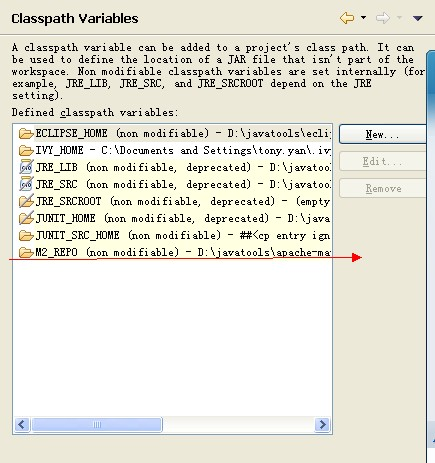 Classpath Variables
A classpath variable can be added to a project's class path. It can
be used to define the location of a JAR file that isn't part of the
workspace. Non modifiable classpath variables are set internally (for
example, JRE_LIB, JRE_SRC, and JRE_SRCROOT depend on the JRE
setting).
Defined classpath variables:
ECLIPSE_HOME (non modifiable) - D:\javatools\ecli
New...
IVY_HOME - C:\Documents and Settings\tony.yan\.iv
Edit...
JRE_LIB (non modifiable, deprecated) - D:\javatoo
JRE_SRC (non modifiable, deprecated) - D:\javatoo
Remove
JRE_SRCROOT (non modifiable, deprecated) - (empty
JUNIT_HOME (non modifiable, deprecated) - D:\java
JUNIT_SRC_HOME (non modifiable) - ##<cp entry ign
M2_REPO (non modifiable) - D:\javatools\apache-ma